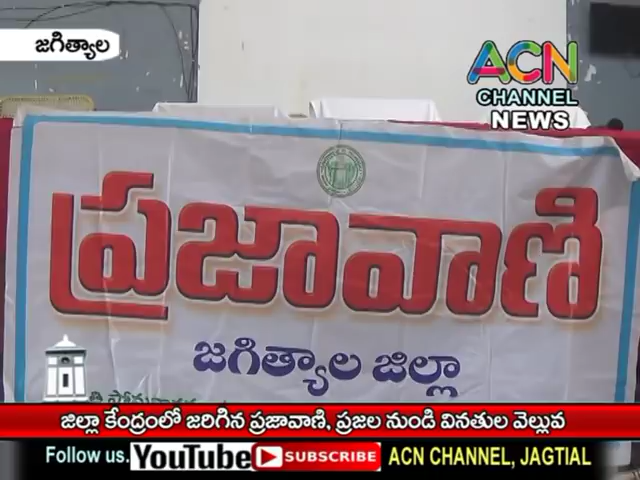 జగిత్యాల
ACN
CHANNEL
NEWS
ప్రజావాణి
జగిత్యాల జిల్లా
జిల్లా కేంద్రంలో జరిగిన ప్రజావాణి, ప్రజల నుండి వినతుల వెల్లువ
Follow us. YouTube SUBSCRIBE ACN CHANNEL, JAGTIAL